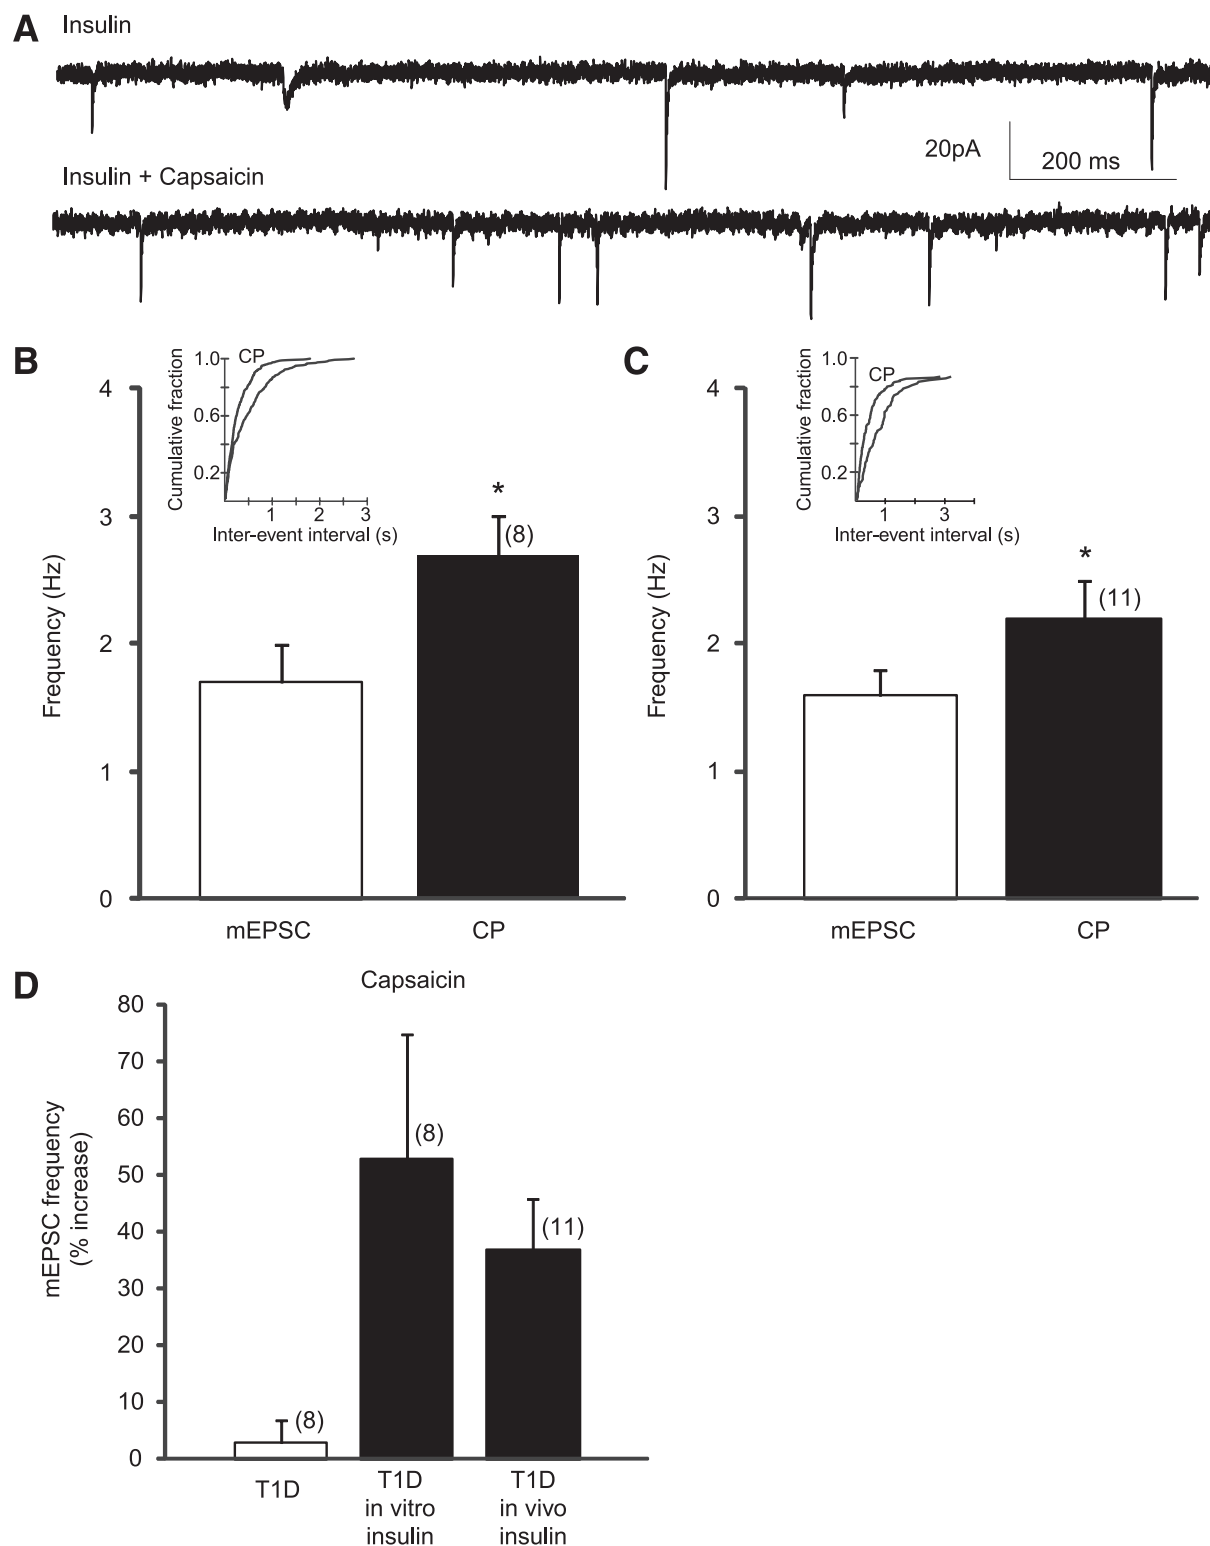 A Insulin
20pA
200 ms
Insulin + Capsaicin
B
Cumulative fraction
1.0
0.6
0.2
CP
1 2 3
Inter-event interval (s)
Frequency (Hz)
4
3
2
1
0
*
(8)
mEPSC CP
C
Cumulative fraction
1.0
0.6
0.2
CP
1 3
Inter-event interval (s)
Frequency (Hz)
4
3
2
1
0
*
(11)
mEPSC CP
D
Capsaicin
mEPSC frequency
(% increase)
80
70
60
50
40
30
20
10
0
(8)
(8)
(11)
T1D
T1D
in vitro
insulin
T1D
in vivo
insulin